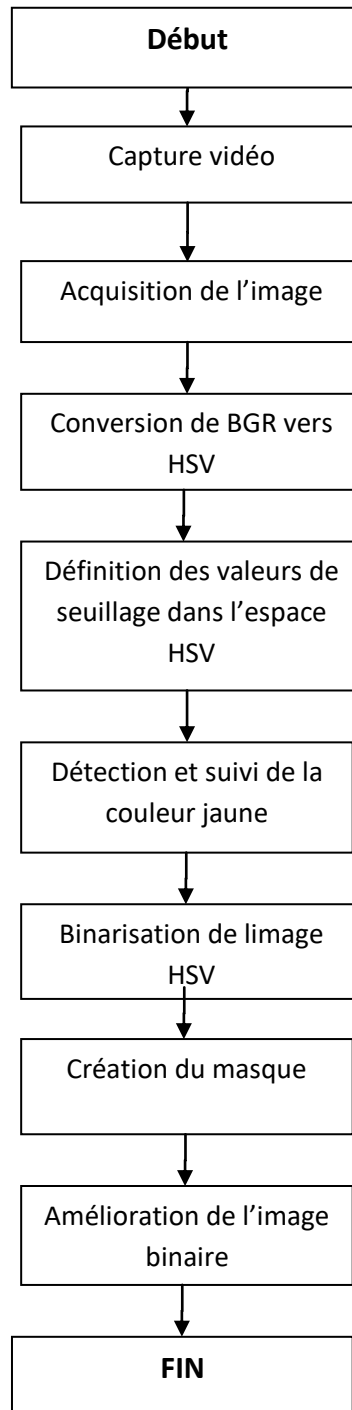 Début
Capture vidéo
Acquisition de l’image
Conversion de BGR vers
HSV
Définition des valeurs de
seuillage dans l’espace
HSV
Détection et suivi de la
couleur jaune
Binarisation de limage
HSV
Création du masque
Amélioration de l’image
binaire
FIN